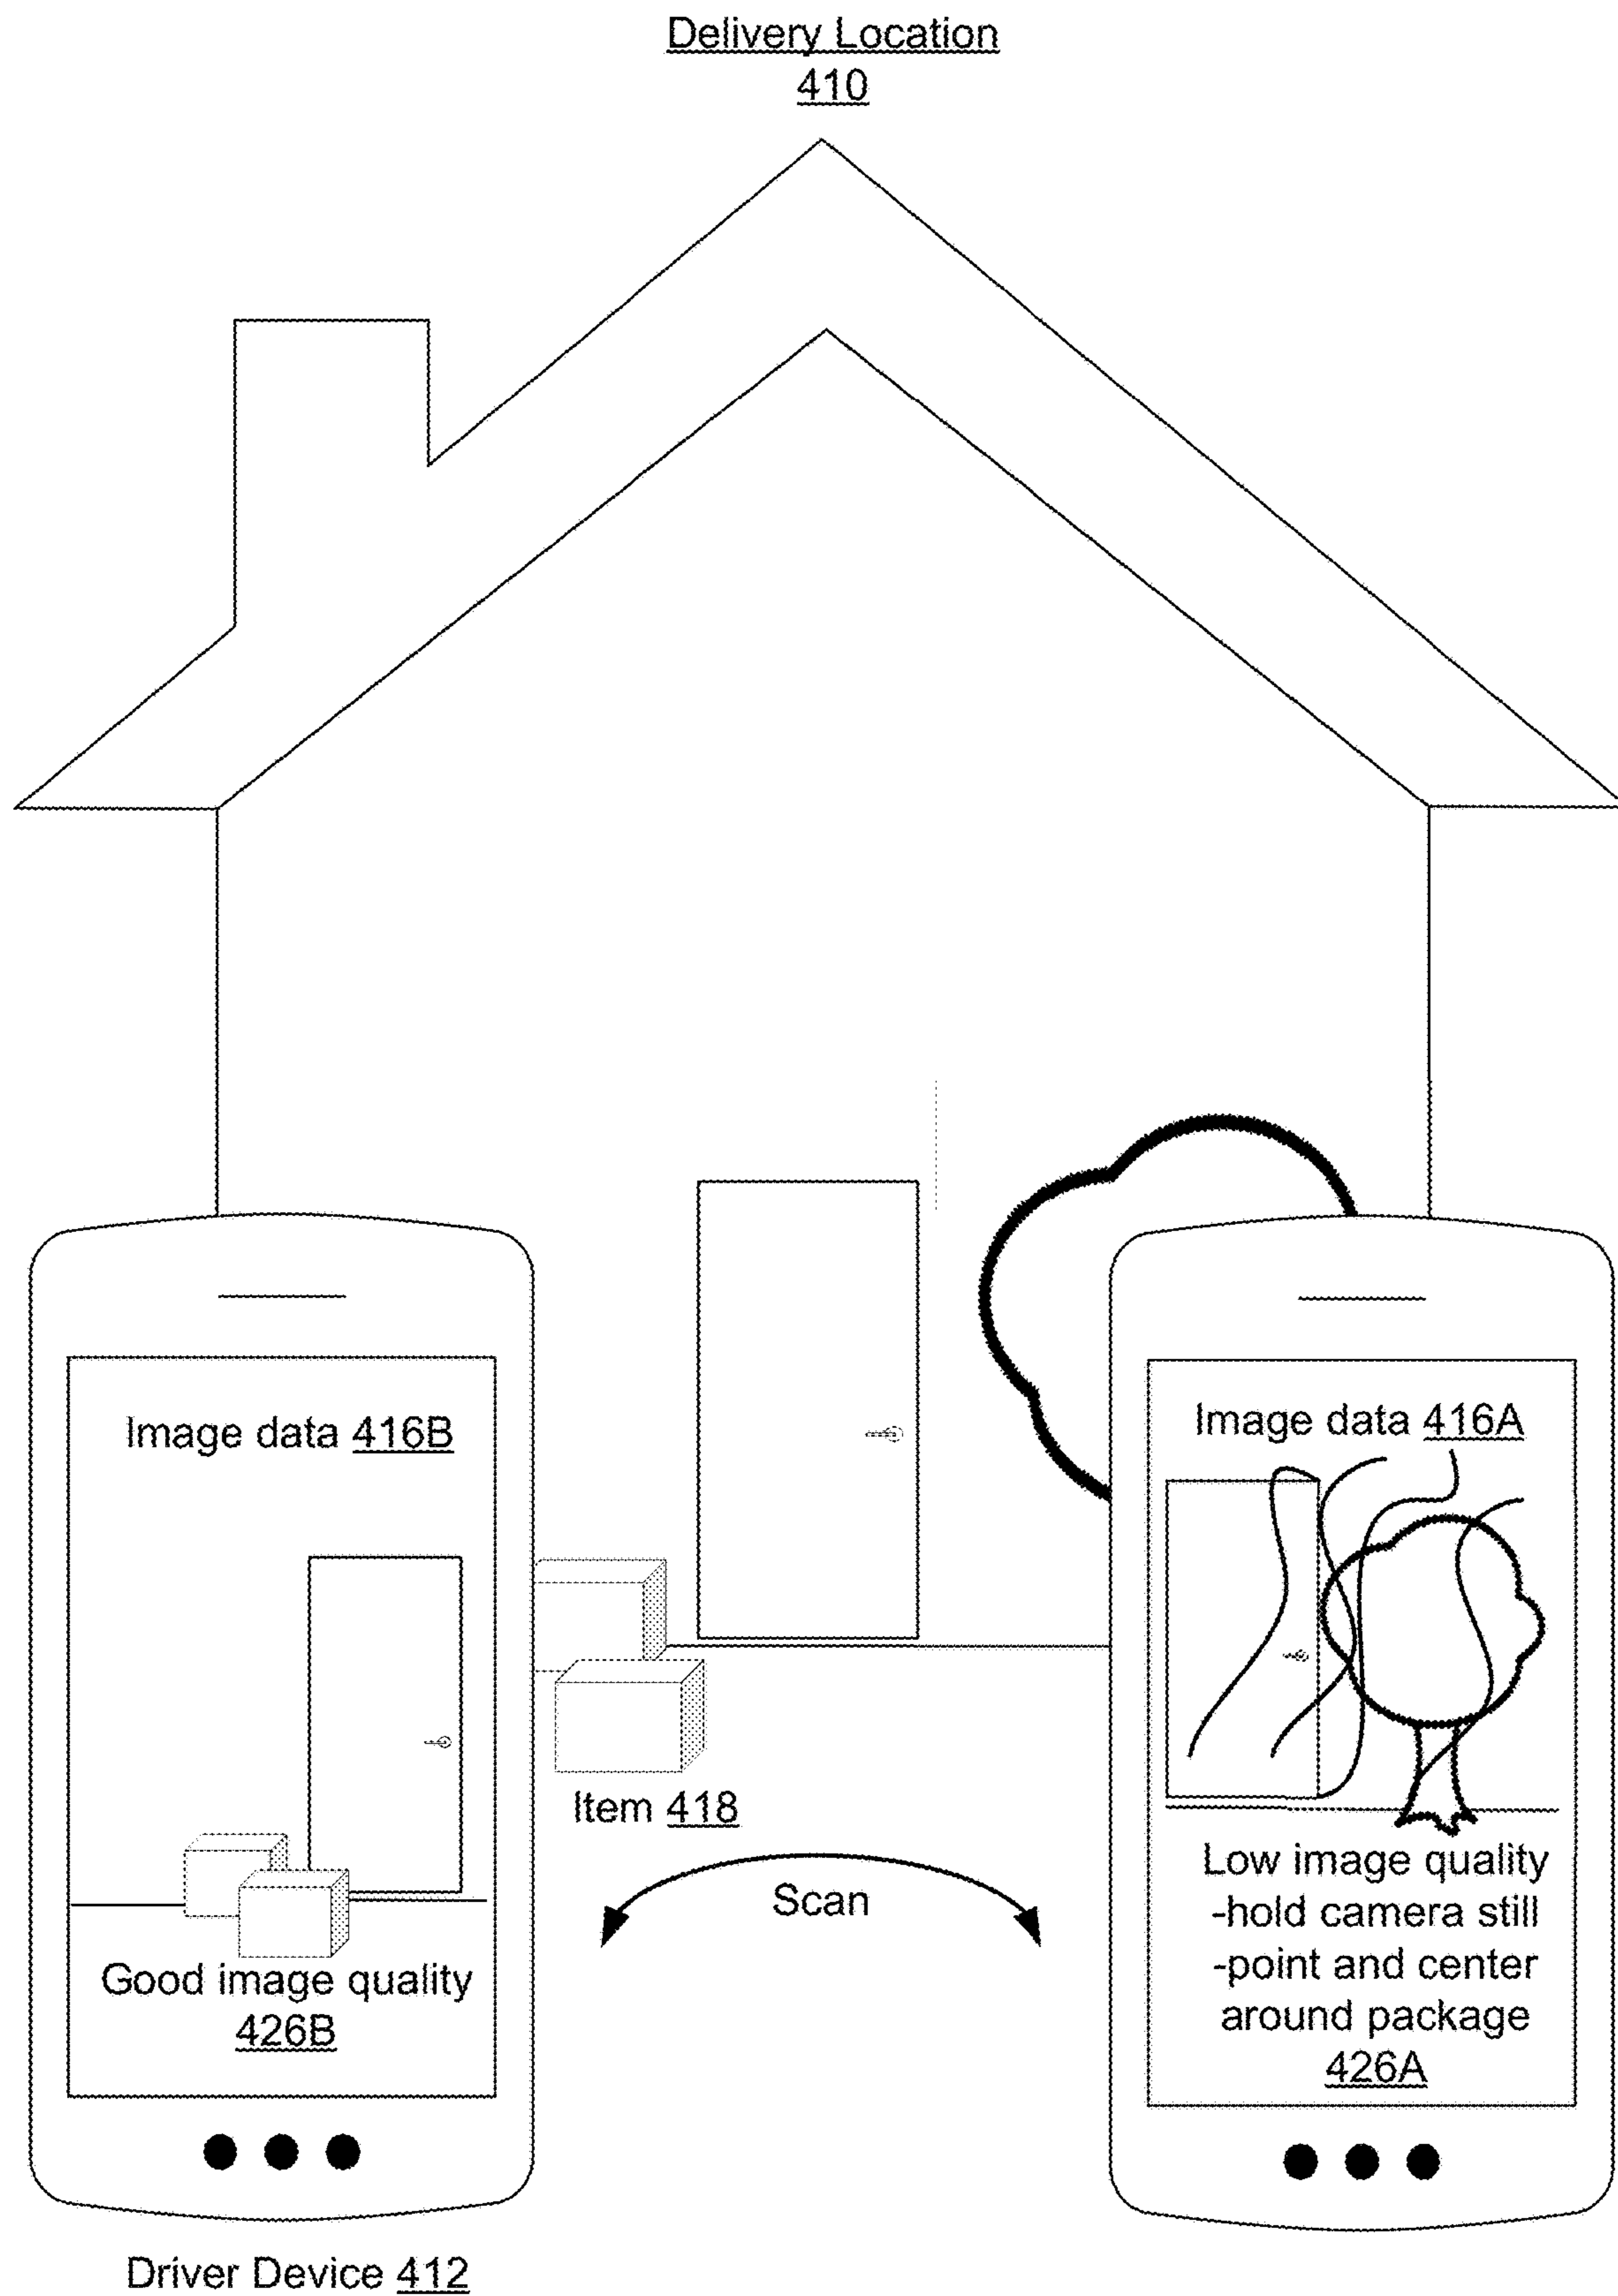 Delivery Location
410
Image data 416B
Good image quality
426B
Item 418
Scan
Image data 416A
Low image quality
-hold camera still
-point and center
around package
426A
Driver Device 412